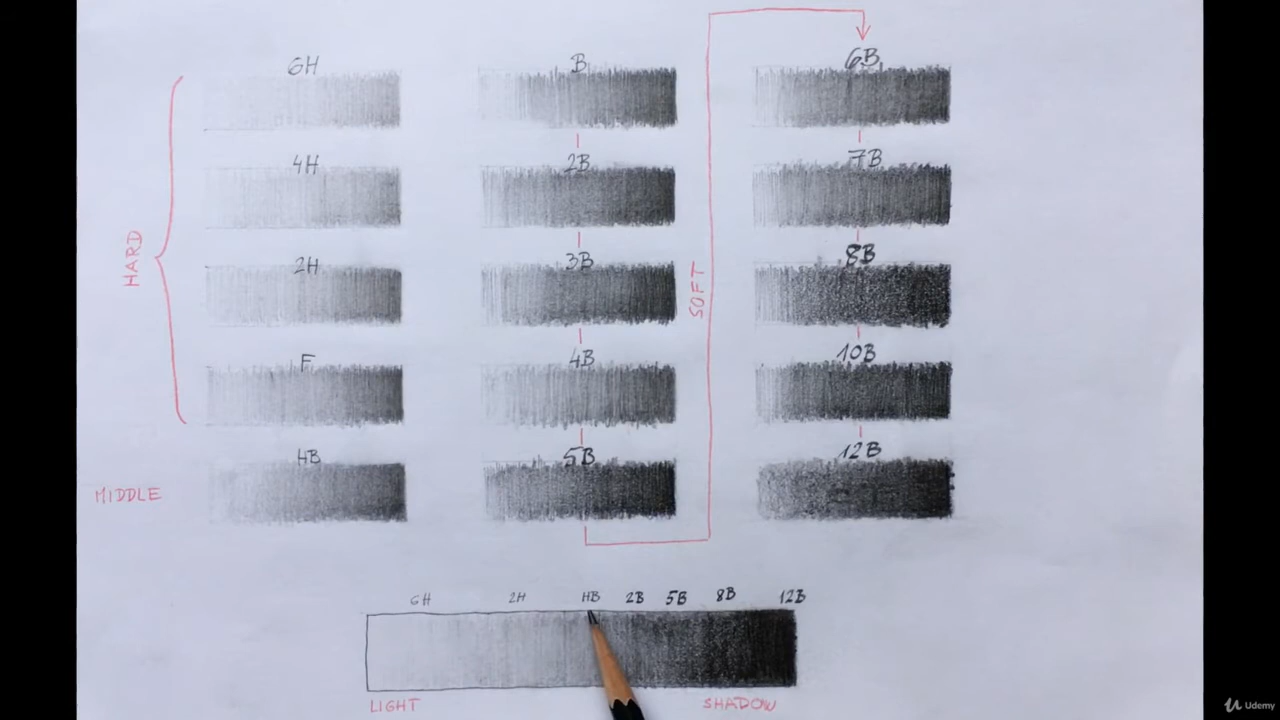 6H
4H
2H
F
HB
HARD
MIDDLE
B
2B
3B
4B
5B
SOFT
6B
7B
8B
10B
12B
6H 2H HB 2B 5B 8B 12B
LIGHT SHADOW
Udemy